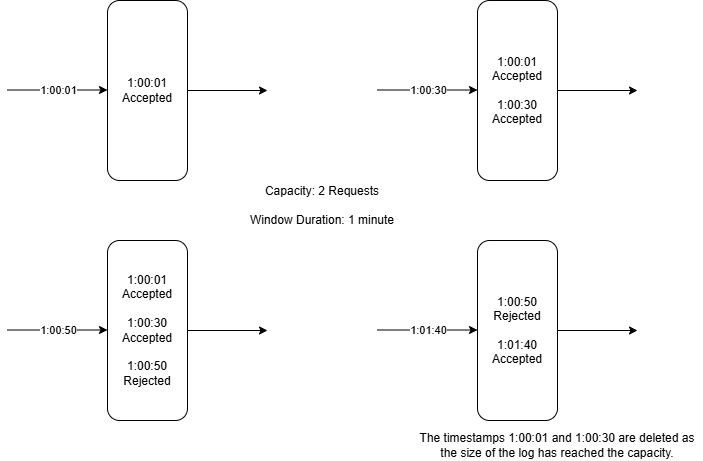 1:00:01
1:00:01
Accepted
1:00:30
1:00:01
Accepted
1:00:30
Accepted
Capacity: 2 Requests
Window Duration: 1 minute
1:00:50
1:00:01
Accepted
1:00:30
Accepted
1:00:50
Rejected
1:01:40
1:00:50
Rejected
1:01:40
Accepted
The timestamps 1:00:01 and 1:00:30 are deleted as
the size of the log has reached the capacity.